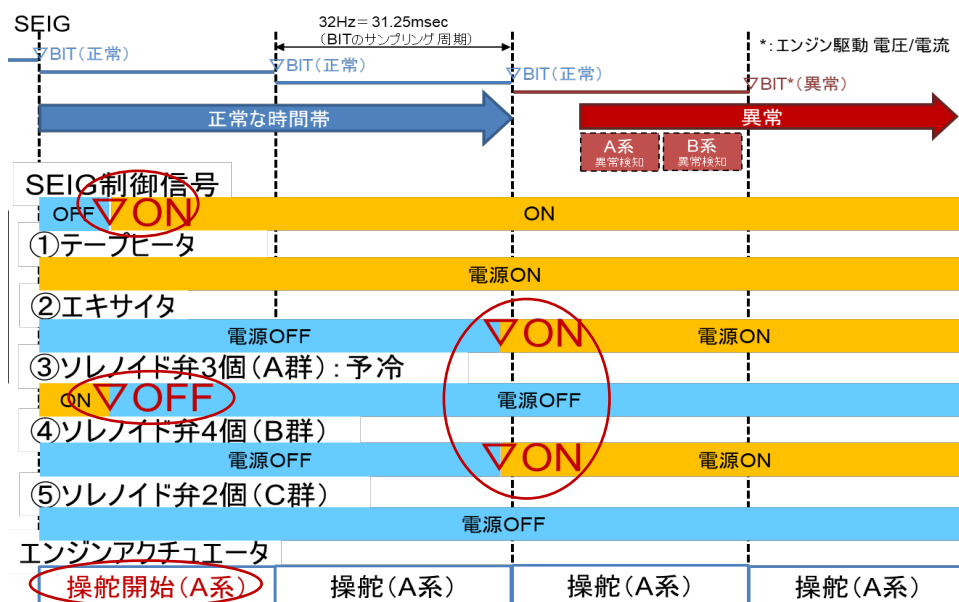 SEIG
32Hz＝31.25msec
（BITのサンプリング周期）
*:エンジン駆動 電圧/電流
▽BIT(正常)
▽BIT(正常)
▽BIT(正常)
▽BIT*(異常)
正常な時間帯
異常
A系
異常検知
B系
異常検知
SEIG制御信号
OFF ▽ON ON
①テープヒータ
電源ON
②エキサイタ
電源OFF ▽ON 電源ON
③ソレノイド弁3個(A群)：予冷
ON ▽OFF 電源OFF
④ソレノイド弁4個(B群)
電源OFF ▽ON 電源ON
⑤ソレノイド弁2個(C群)
電源OFF
エンジンアクチュエータ
操舵開始(A系) 操舵(A系) 操舵(A系) 操舵(A系)